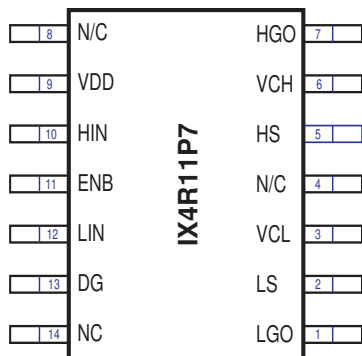 8 N/C HGO 7
9 VDD VCH 6
10 HIN HS 5
11 ENB N/C 4
12 LIN VCL 3
13 DG LS 2
14 NC LGO 1
IX4R11P7